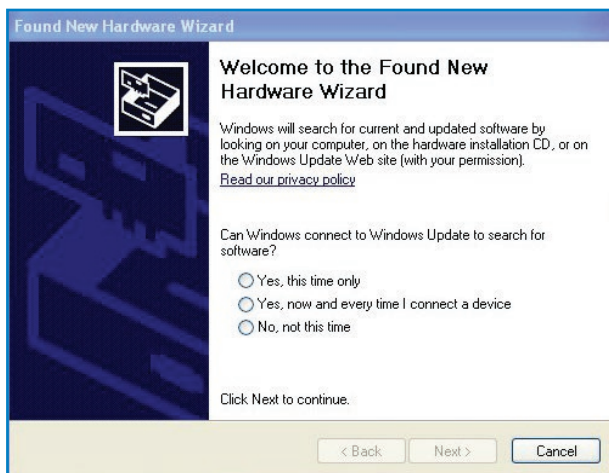 Found New Hardware Wizard
Welcome to the Found New
Hardware Wizard
Windows will search for current and updated software by
looking on your computer, on the hardware installation CD, or on
the Windows Update Web site (with your permission).
Read our privacy policy
Can Windows connect to Windows Update to search for
software?
Yes, this time only
Yes, now and every time I connect a device
No, not this time
Click Next to continue.
< Back
Next >
Cancel